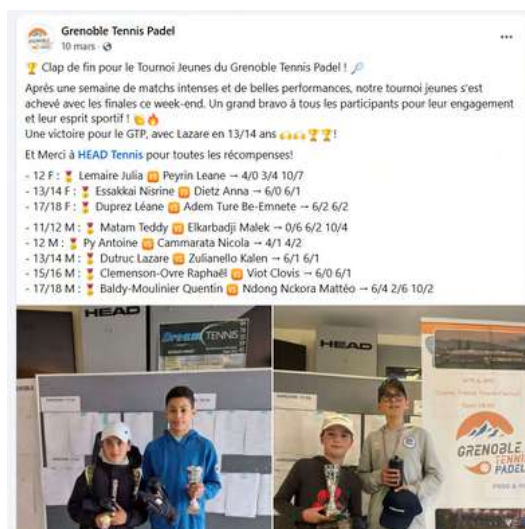 Grenoble Tennis Padel
10 mars ·
🏆 Clap de fin pour le Tournoi Jeunes du Grenoble Tennis Padel ! 🎾
Après une semaine de matchs intenses et de belles performances, notre tournoi jeunes s'est
achevé avec les finales ce week-end. Un grand bravo à tous les participants pour leur engagement
et leur esprit sportif ! 👏🔥
Une victoire pour le GTP, avec Lazare en 13/14 ans 🙌🙌🏆🏆!
Et Merci à HEAD Tennis pour toutes les récompenses!
- 12 F : 🏅 Lemaire Julia 🆚 Peyrin Leane → 4/0 3/4 10/7
- 13/14 F : 🏅 Essakkai Nisrine 🆚 Dietz Anna → 6/0 6/1
- 17/18 F : 🏅 Duprez Léane 🆚 Adem Ture Be-Emnete → 6/2 6/2
- 11/12 M : 🏅 Matam Teddy 🆚 Elkarbadji Malek → 0/6 6/2 10/4
- 12 M : 🏅 Py Antoine 🆚 Cammarata Nicola → 4/1 4/2
- 13/14 M : 🏅 Dutruc Lazare 🆚 Zulianello Kalen → 6/1 6/1
- 15/16 M : 🏅 Clemenson-Ovre Raphaël 🆚 Viot Clovis → 6/0 6/1
- 17/18 M : 🏅 Baldy-Moulinier Quentin 🆚 Ndong Nckora Mattéo → 6/4 2/6 10/2
HEAD
Dream
TENNIS
HEAD
GRENOBLE
TENNIS
PADEL